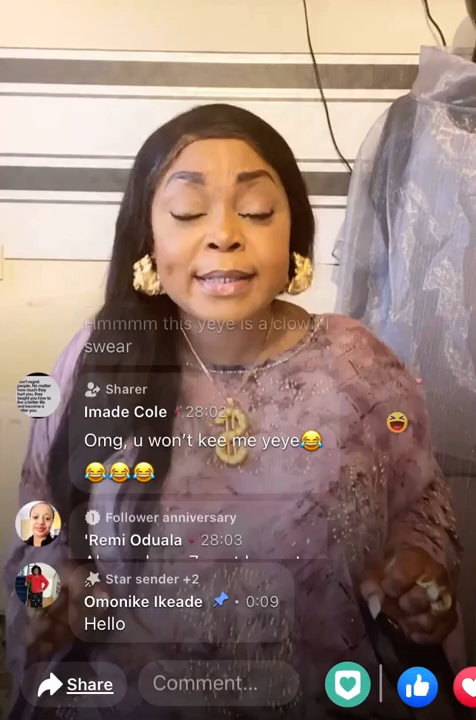 Hmmmm this yeye is a clown i
swear
Sharer
Imade Cole 28:02
Omg, u won't kee me yeye😂
😂😂😂
Follower anniversary
'Remi Oduala 28:03
Star sender +2
Omonike Ikeade 0:09
Hello
Share
Comment...